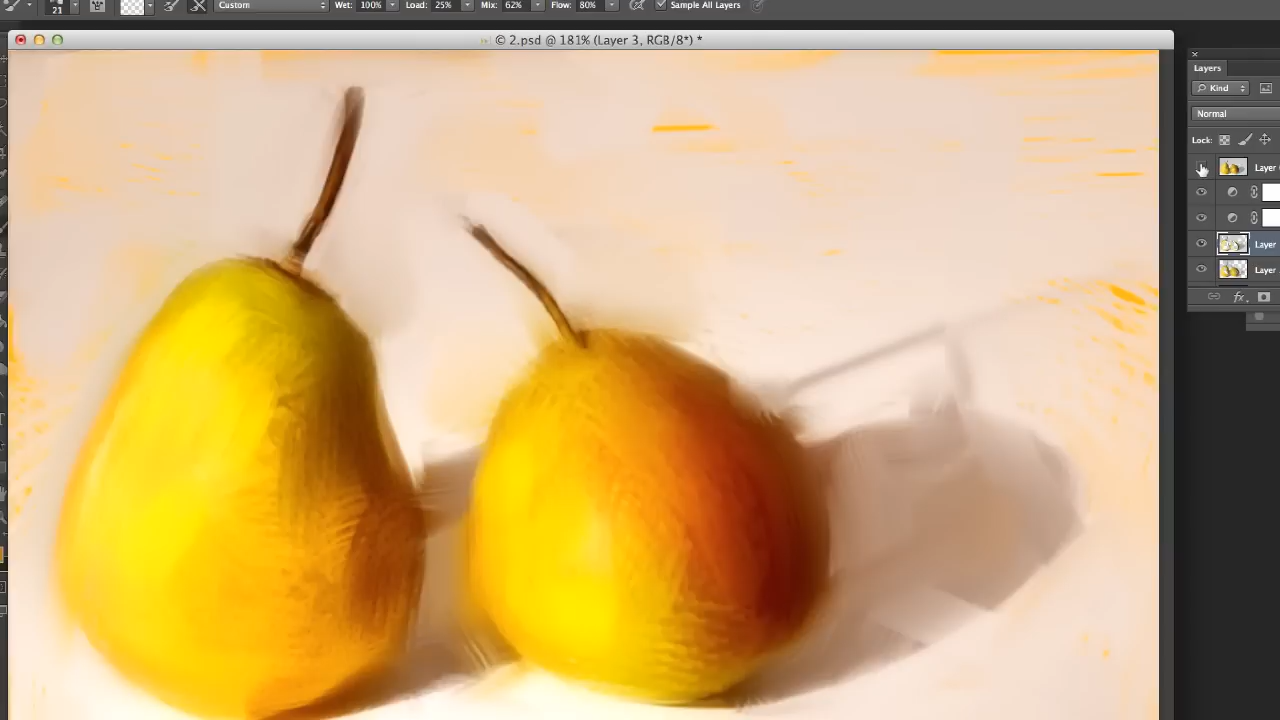 21 Custom Wet: 100% Load: 25% Mix: 62% Flow: 80% Sample All Layers
© 2.psd @ 181% (Layer 3, RGB/8*) *
Layers
Kind
Normal
Lock:
Layer
Layer
Layer
fx